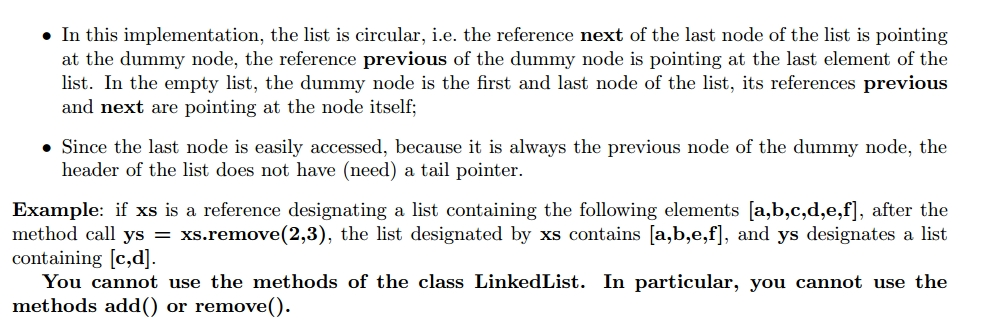 • In this implementation, the list is circular, i.e. the reference next of the last node of the list is pointing
at the dummy node, the reference previous of the dummy node is pointing at the last element of the
list. In the empty list, the dummy node is the first and last node of the list, its references previous
and next are pointing at the node itself;
• Since the last node is easily accessed, because it is always the previous node of the dummy node, the
header of the list does not have (need) a tail pointer.
Example: if xs is a reference designating a list containing the following elements [a,b,c,d,e,f], after the
method call ys = xs.remove(2,3), the list designated by xs contains [a,b,e,f], and ys designates a list
containing [c,d].
You cannot use the methods of the class LinkedList. In particular, you cannot use the
methods add() or remove().